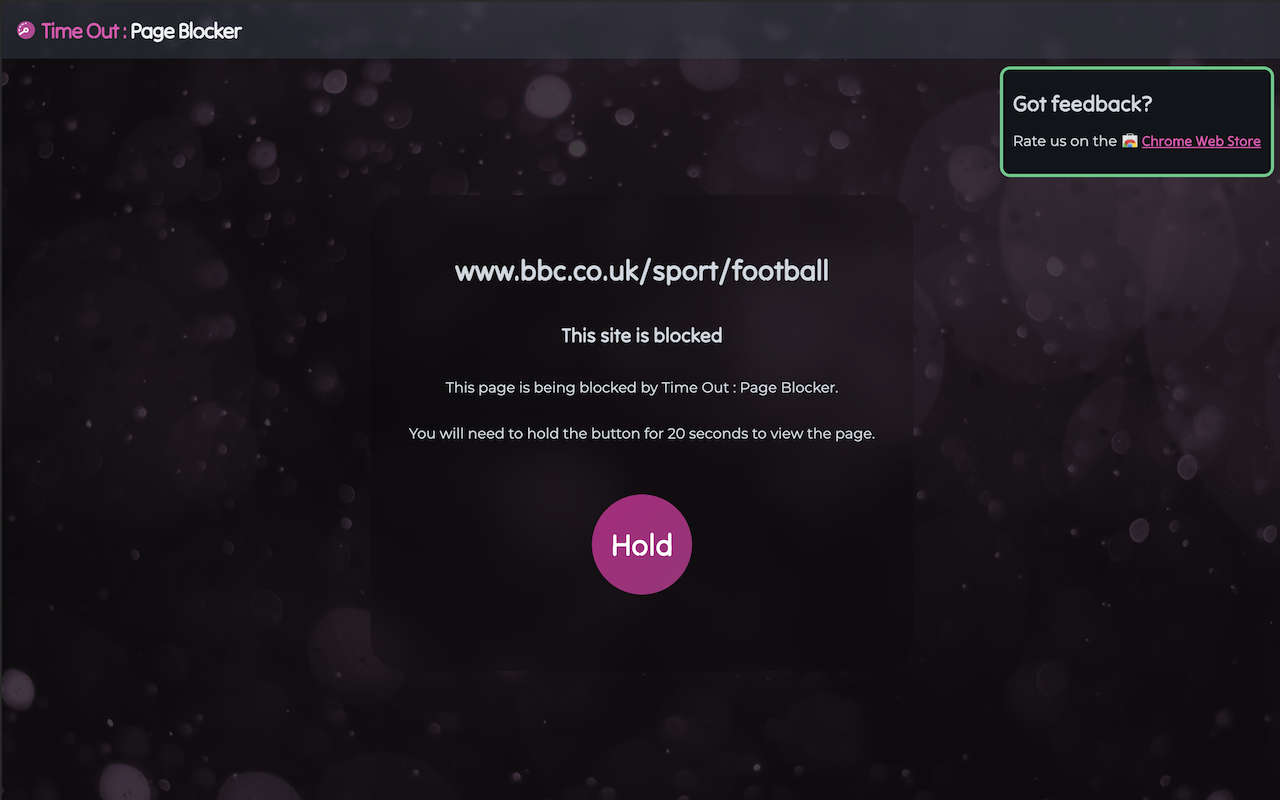 Time Out : Page Blocker
Got feedback?
Rate us on the Chrome Web Store
www.bbc.co.uk/sport/football
This site is blocked
This page is being blocked by Time Out : Page Blocker.
You will need to hold the button for 20 seconds to view the page.
Hold